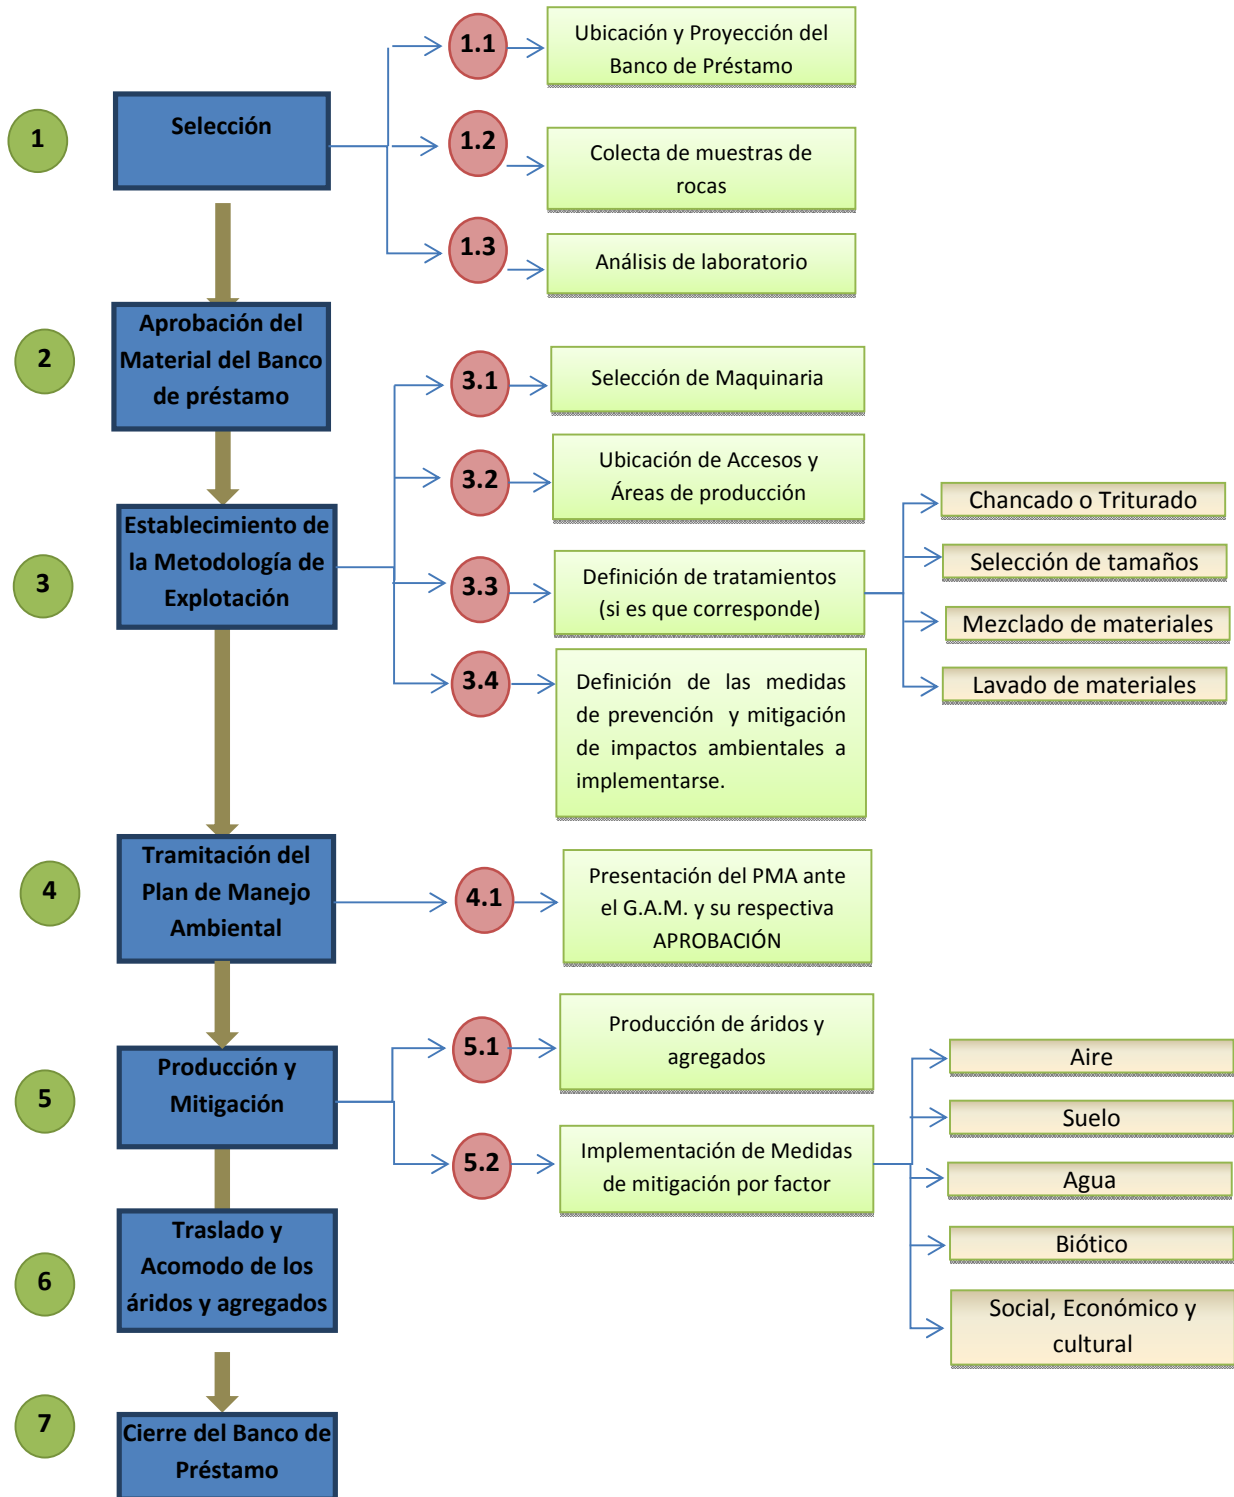 1
Selección
1.1
Ubicación y Proyección del
Banco de Préstamo
1.2
Colecta de muestras de
rocas
1.3
Análisis de laboratorio
2
Aprobación del
Material del Banco
de préstamo
3
Establecimiento de
la Metodología de
Explotación
3.1
Selección de Maquinaria
3.2
Ubicación de Accesos y
Áreas de producción
3.3
Definición de tratamientos
(si es que corresponde)
Chancado o Triturado
Selección de tamaños
Mezclado de materiales
Lavado de materiales
3.4
Definición de las medidas
de prevención y mitigación
de impactos ambientales a
implementarse.
4
Tramitación del
Plan de Manejo
Ambiental
4.1
Presentación del PMA ante
el G.A.M. y su respectiva
APROBACIÓN
5
Producción y
Mitigación
5.1
Producción de áridos y
agregados
5.2
Implementación de Medidas
de mitigación por factor
Aire
Suelo
Agua
Biótico
Social, Económico y
cultural
6
Traslado y
Acomodo de los
áridos y agregados
7
Cierre del Banco de
Préstamo